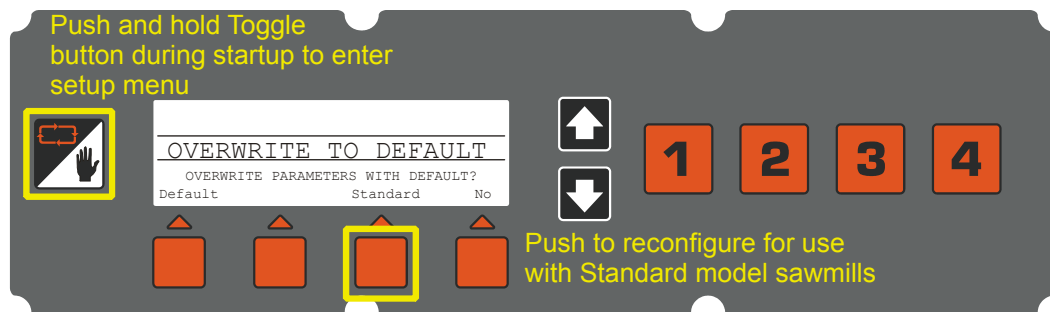 Push and hold Toggle
button during startup to enter
setup menu
OVERWRITE TO DEFAULT
OVERWRITE PARAMETERS WITH DEFAULT?
Default Standard No
1 2 3 4
Push to reconfigure for use
with Standard model sawmills